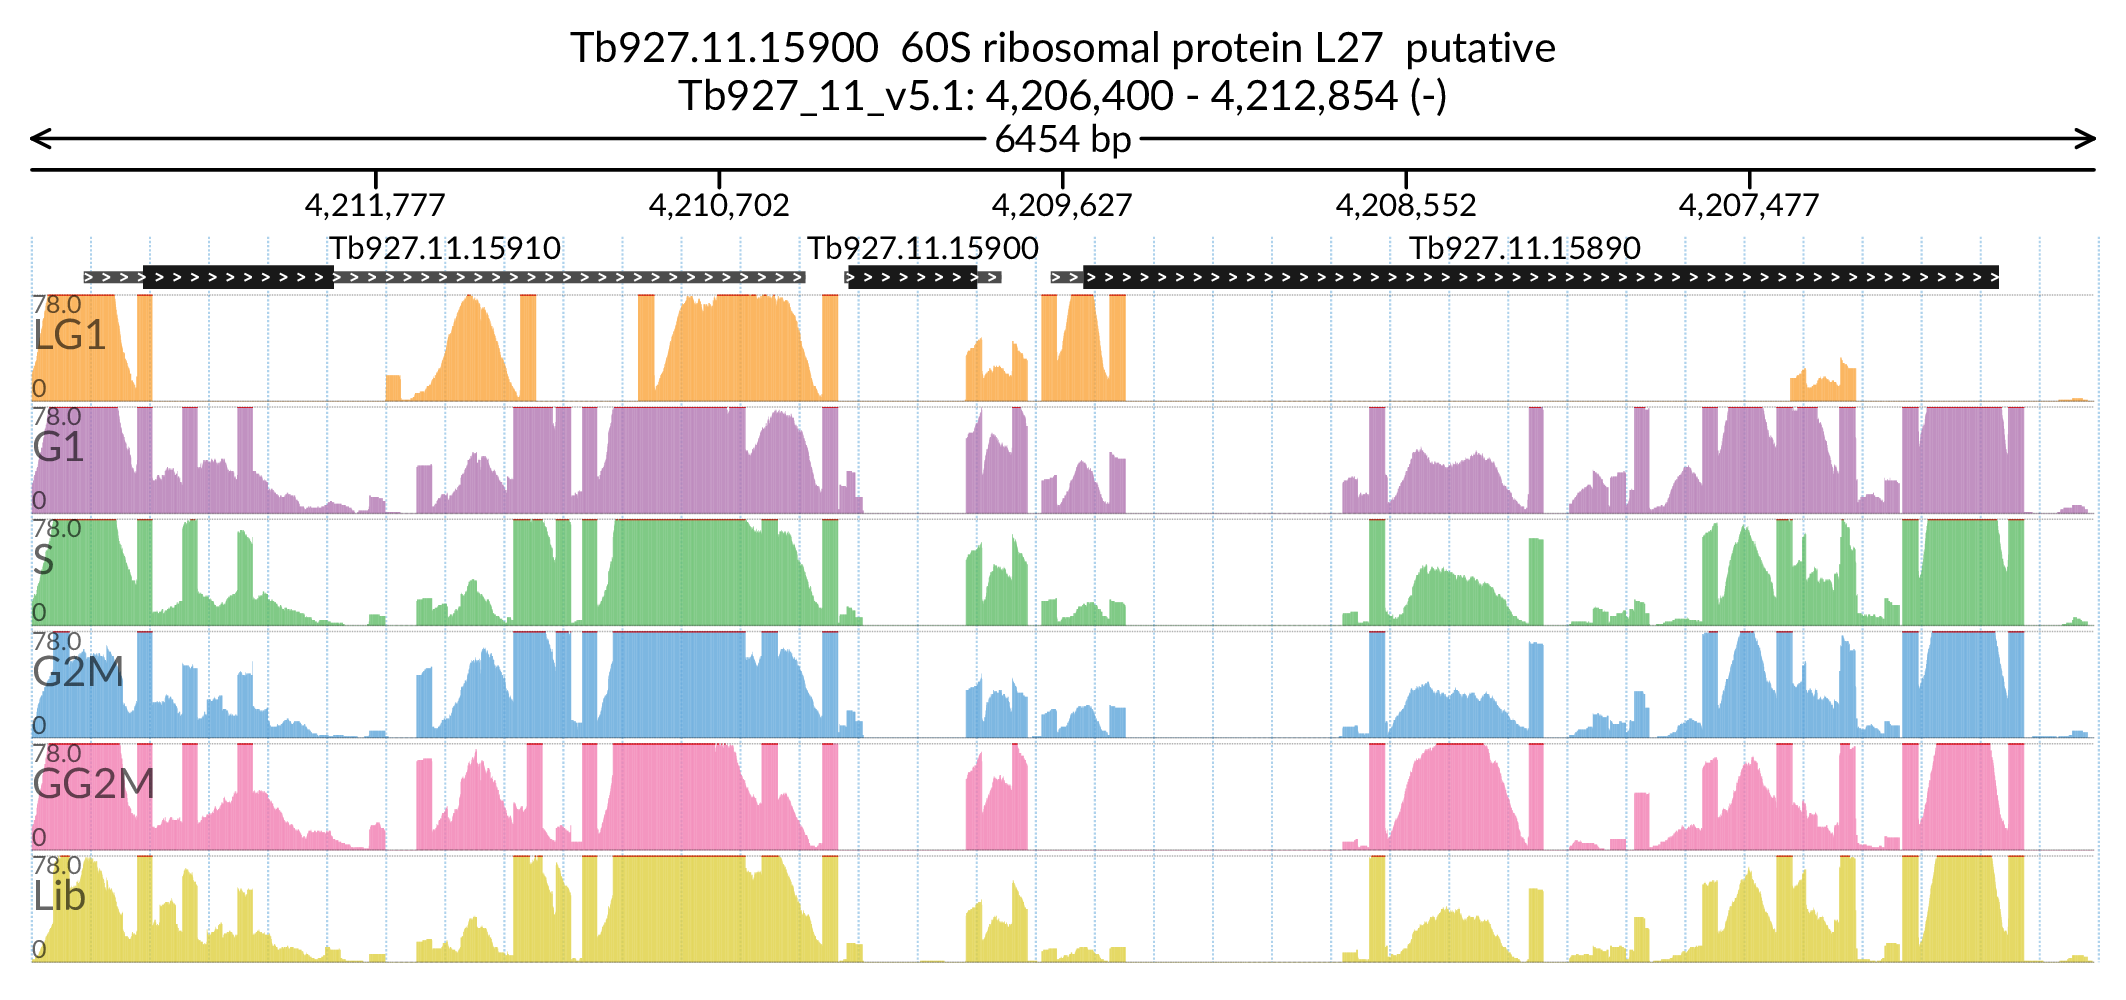 Tb927.11.15900 60S ribosomal protein L27 putative
Tb927_11_v5.1: 4,206,400 - 4,212,854 (-)
6454 bp
4,211,777 4,210,702 4,209,627 4,208,552 4,207,477
Tb927.11.15910 Tb927.11.15900 Tb927.11.15890
78.0
LG1
0
78.0
G1
0
78.0
S
0
78.0
G2M
0
78.0
GG2M
0
78.0
Lib
0